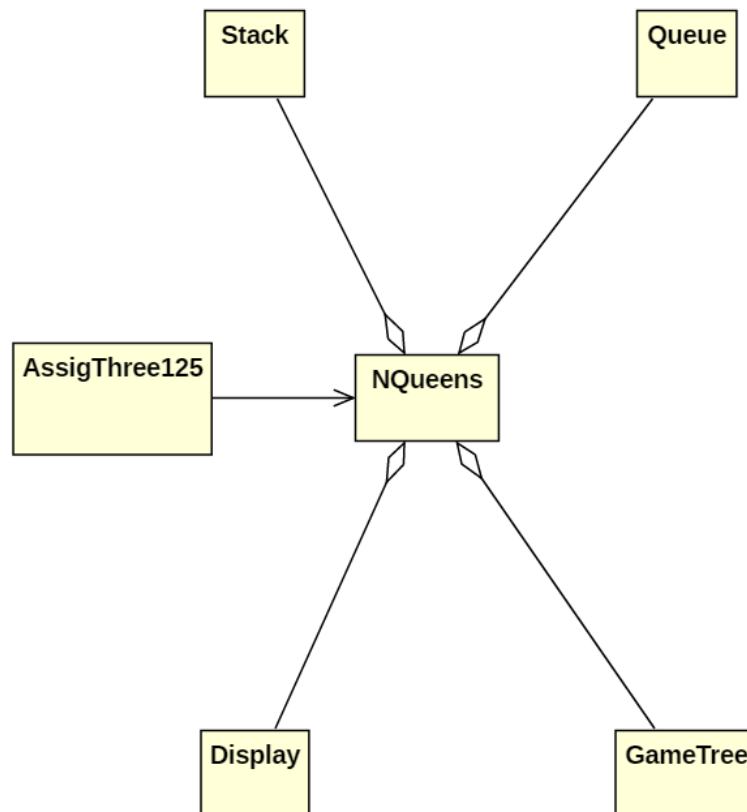 Stack
Queue
AssigThree125
NQueens
Display
GameTree